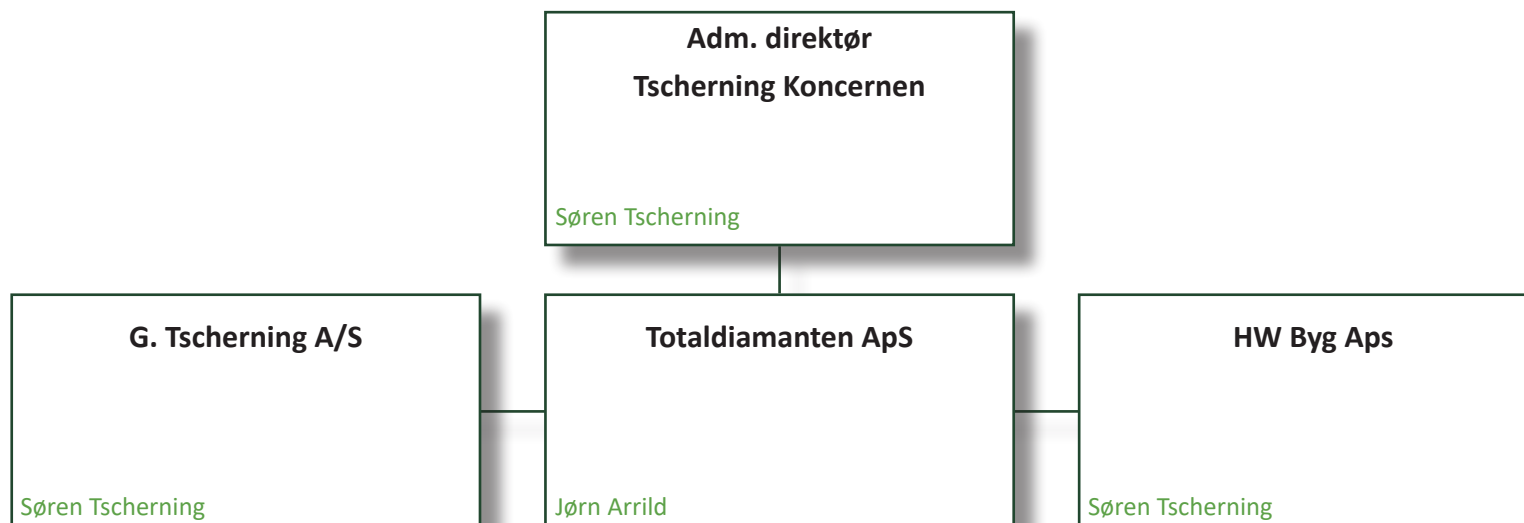 Adm. direktør
Tscherning Koncernen
Søren Tscherning
G. Tscherning A/S
Søren Tscherning
Totaldiamanten ApS
Jørn Arrild
HW Byg Aps
Søren Tscherning